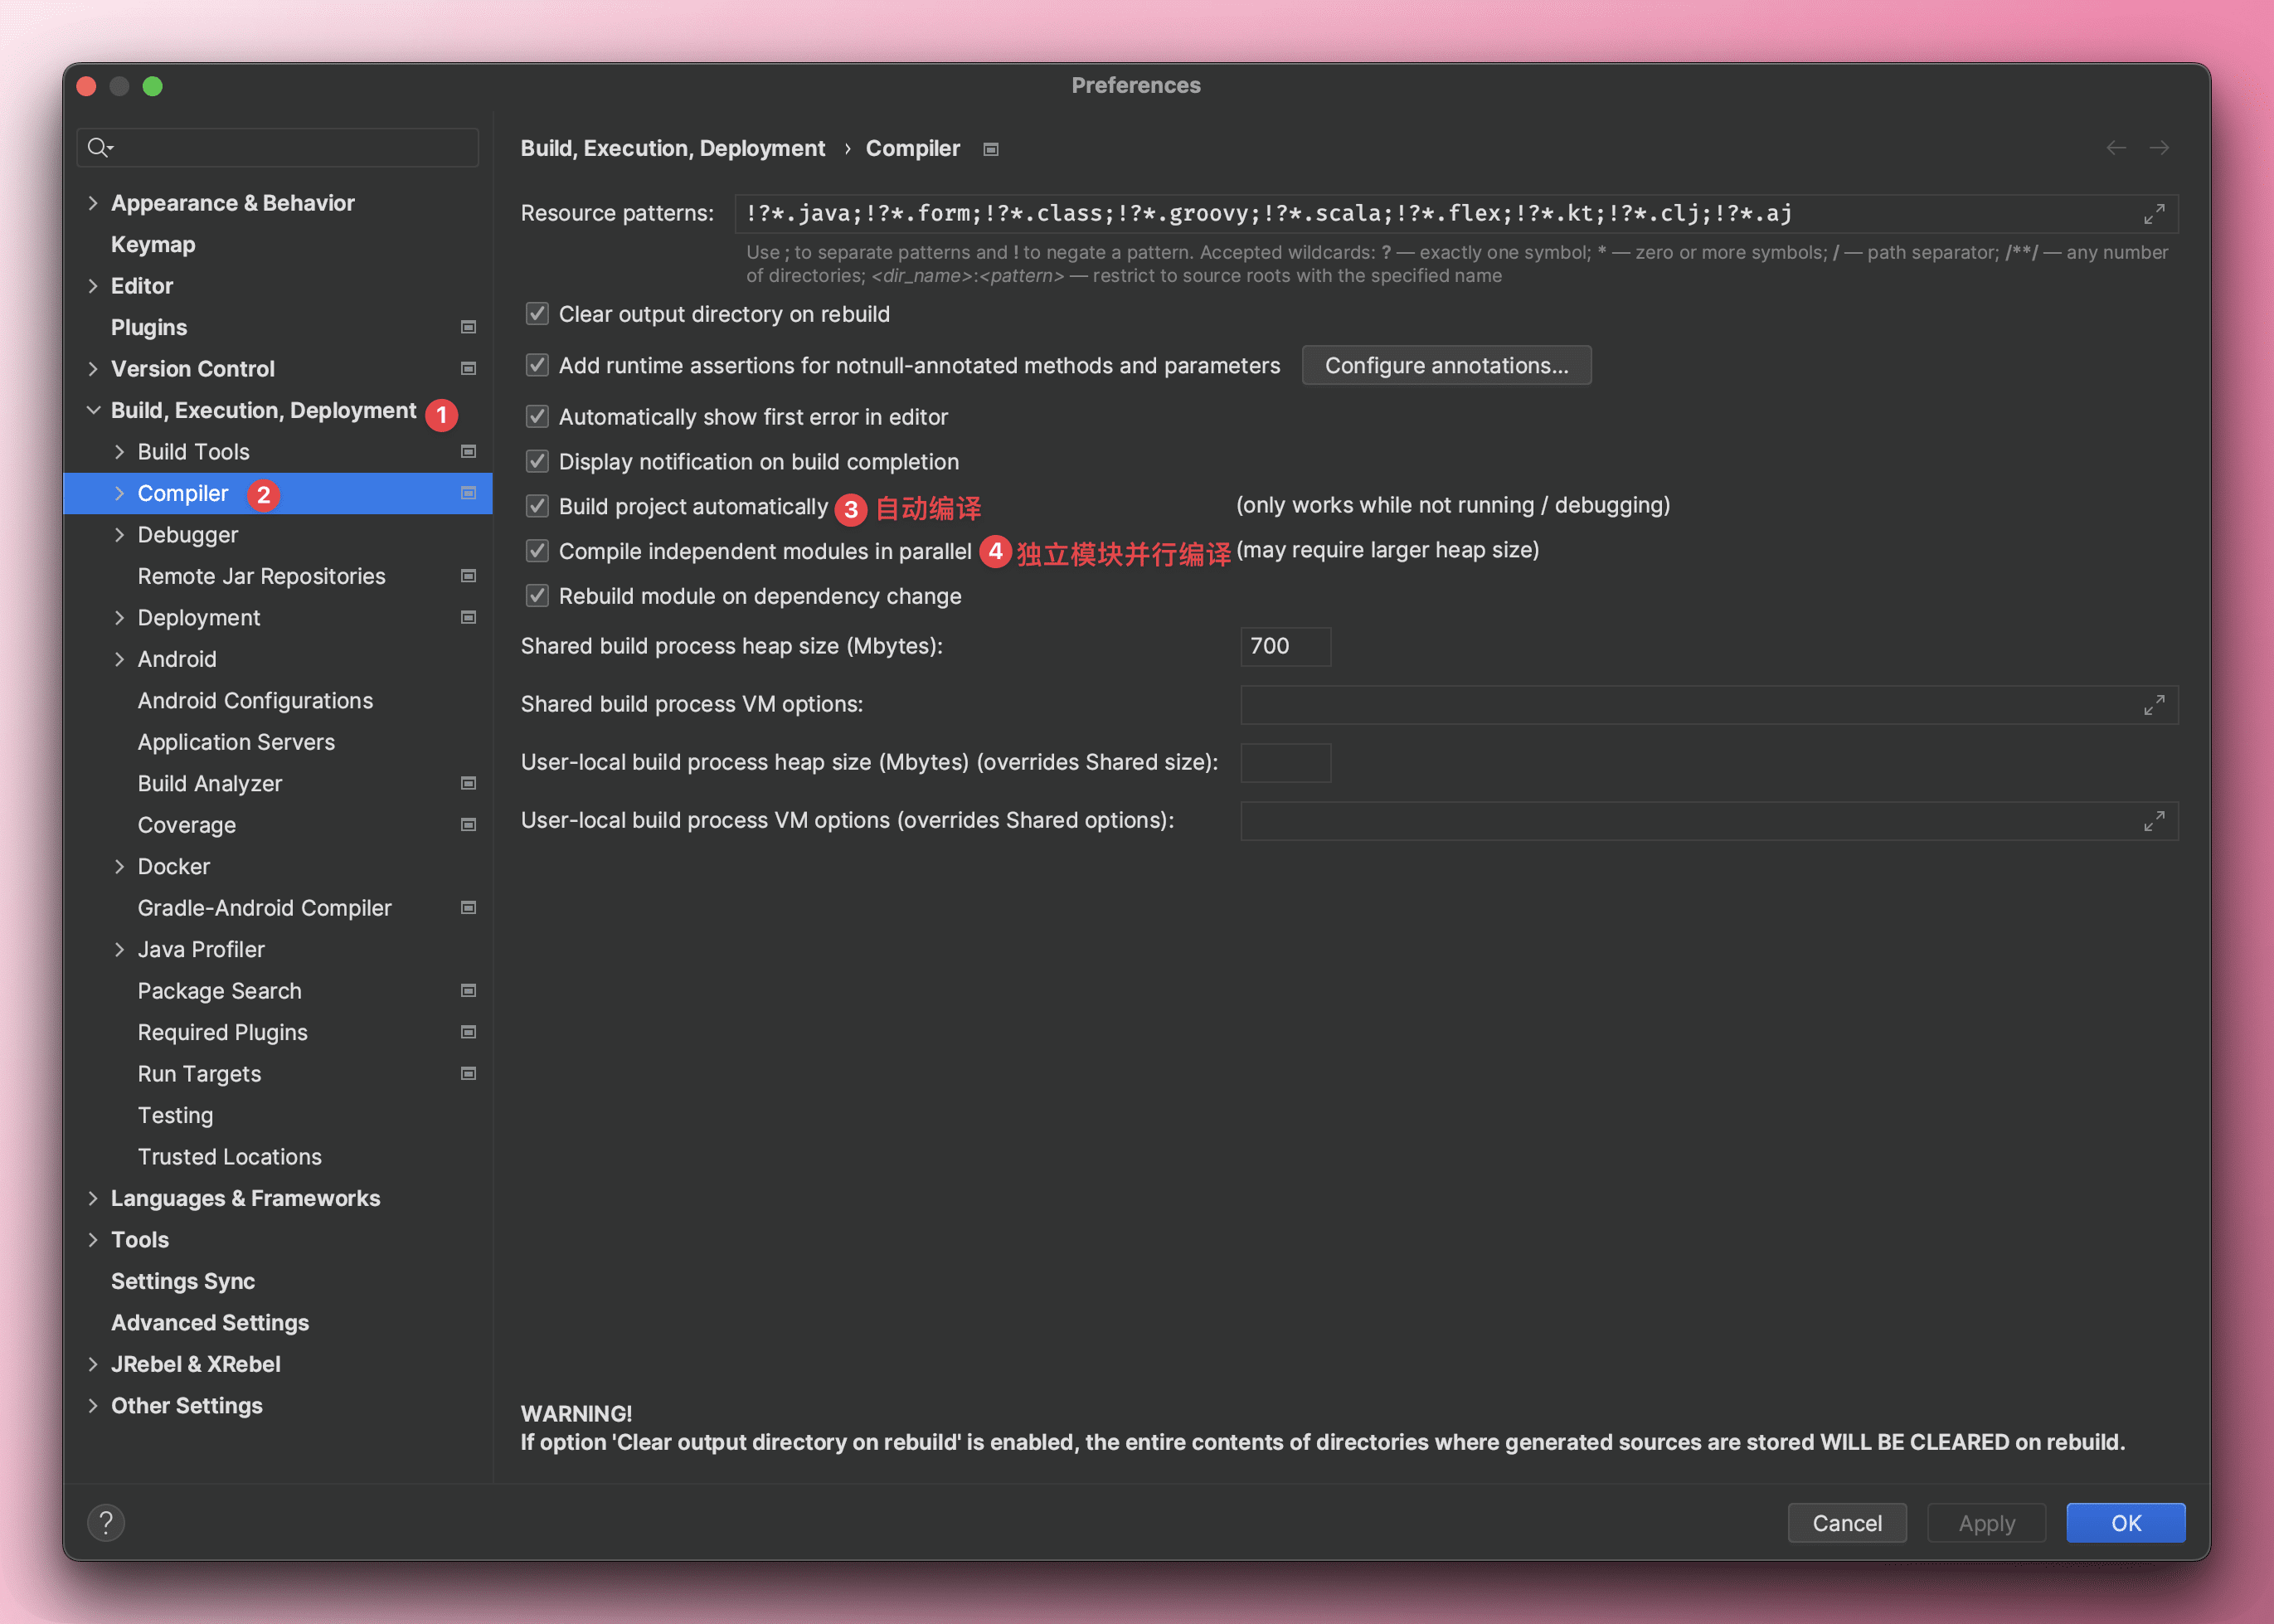 Preferences
Appearance & Behavior
Keymap
Editor
Plugins
Version Control
Build, Execution, Deployment 1
Build Tools
Compiler 2
Debugger
Remote Jar Repositories
Deployment
Android
Android Configurations
Application Servers
Build Analyzer
Coverage
Docker
Gradle-Android Compiler
Java Profiler
Package Search
Required Plugins
Run Targets
Testing
Trusted Locations
Languages & Frameworks
Tools
Settings Sync
Advanced Settings
JRebel & XRebel
Other Settings
Build, Execution, Deployment › Compiler
Resource patterns: !?*.java;!?*.form;!?*.class;!?*.groovy;!?*.scala;!?*.flex;!?*.kt;!?*.clj;!?*.aj
Use ; to separate patterns and ! to negate a pattern. Accepted wildcards: ? — exactly one symbol; * — zero or more symbols; / — path separator; /**/ — any number
of directories; <dir_name>:<pattern> — restrict to source roots with the specified name
Clear output directory on rebuild
Add runtime assertions for notnull-annotated methods and parameters Configure annotations...
Automatically show first error in editor
Display notification on build completion
Build project automatically 3 自动编译 (only works while not running / debugging)
Compile independent modules in parallel 4 独立模块并行编译 (may require larger heap size)
Rebuild module on dependency change
Shared build process heap size (Mbytes): 700
Shared build process VM options:
User-local build process heap size (Mbytes) (overrides Shared size):
User-local build process VM options (overrides Shared options):
WARNING!
If option 'Clear output directory on rebuild' is enabled, the entire contents of directories where generated sources are stored WILL BE CLEARED on rebuild.
? Cancel Apply OK